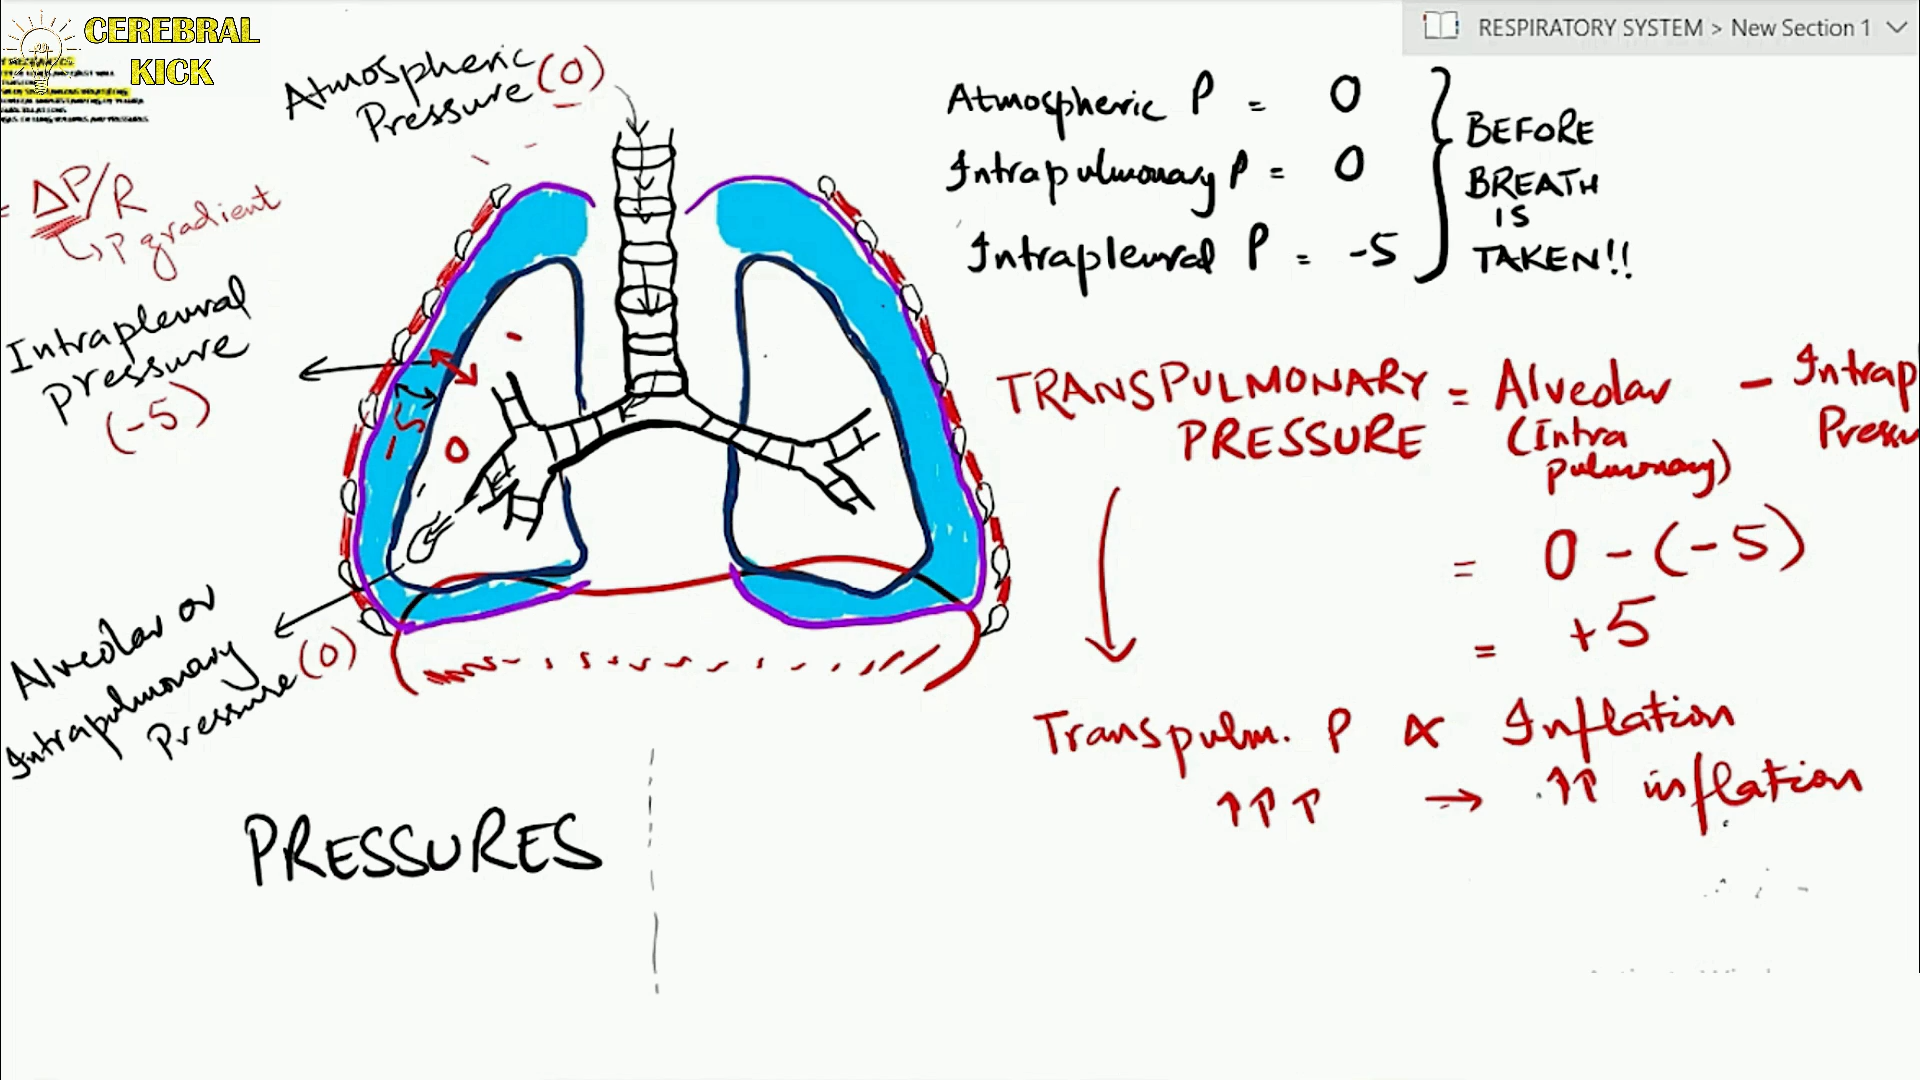 CEREBRAL
KICK
RESPIRATORY SYSTEM > New Section 1
Atmospheric
Pressure (0)
= ΔP/R
↳ P gradient
Intrapleural
pressure
(-5)
-5
0
Alveolar or
Intrapulmonary
Pressure (0)
PRESSURES
Atmospheric P = 0
Intrapulmonary P = 0
Intrapleural P = -5
BEFORE
BREATH
IS
TAKEN!!
TRANSPULMONARY = Alveolar - Intrap
PRESSURE (Intra Pressu
pulmonary)
= 0 - (-5)
= +5
Transpulm. P ∝ Inflation
↑↑↑ → ↑↑ inflation